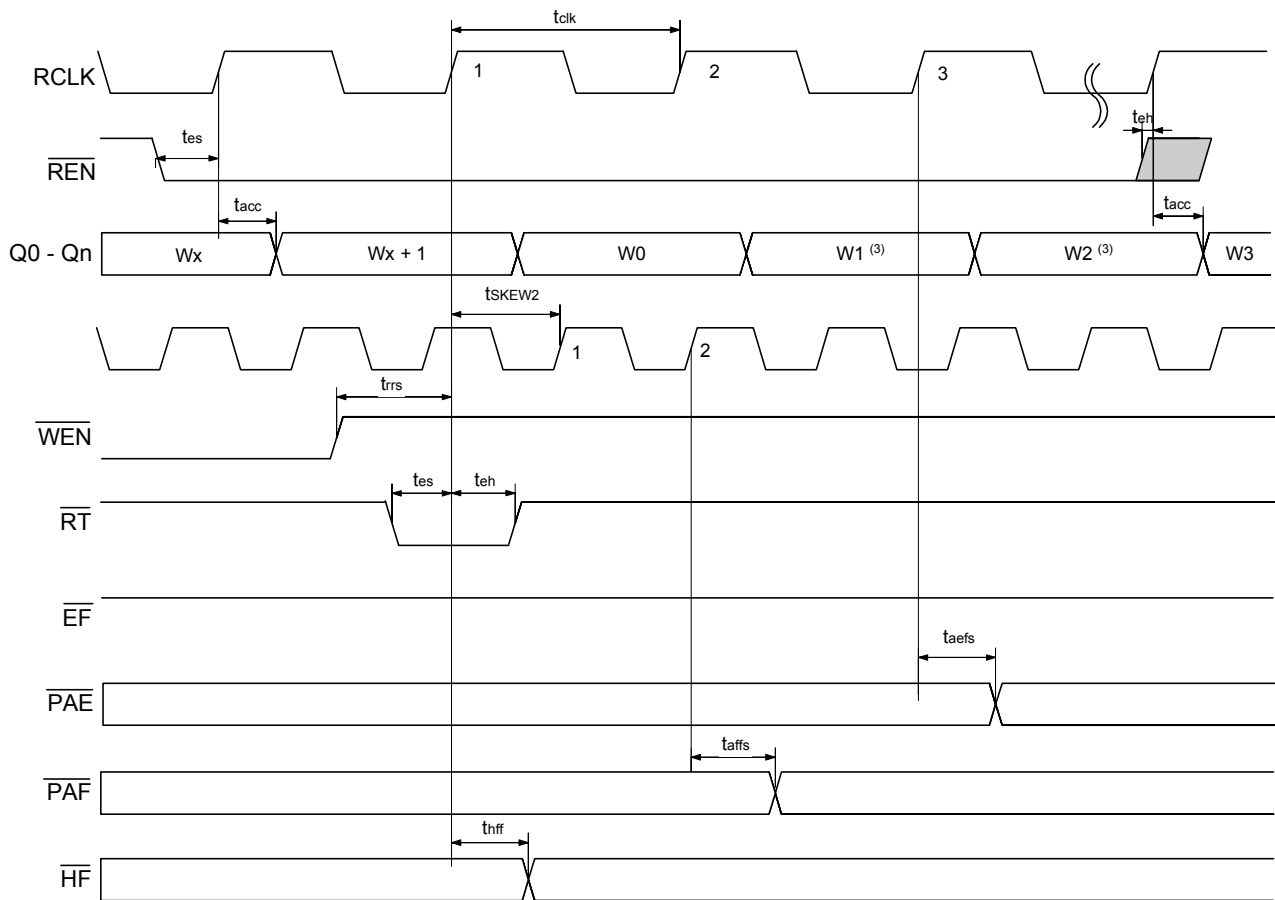 tclk
RCLK 1 2 3
tes teh
REN
tacc tacc
Q0 - Qn Wx Wx + 1 W0 W1 (3) W2 (3) W3
tSKEW2
1 2
trrs
WEN
tes teh
RT
EF
taefs
PAE
taffs
PAF
thff
HF